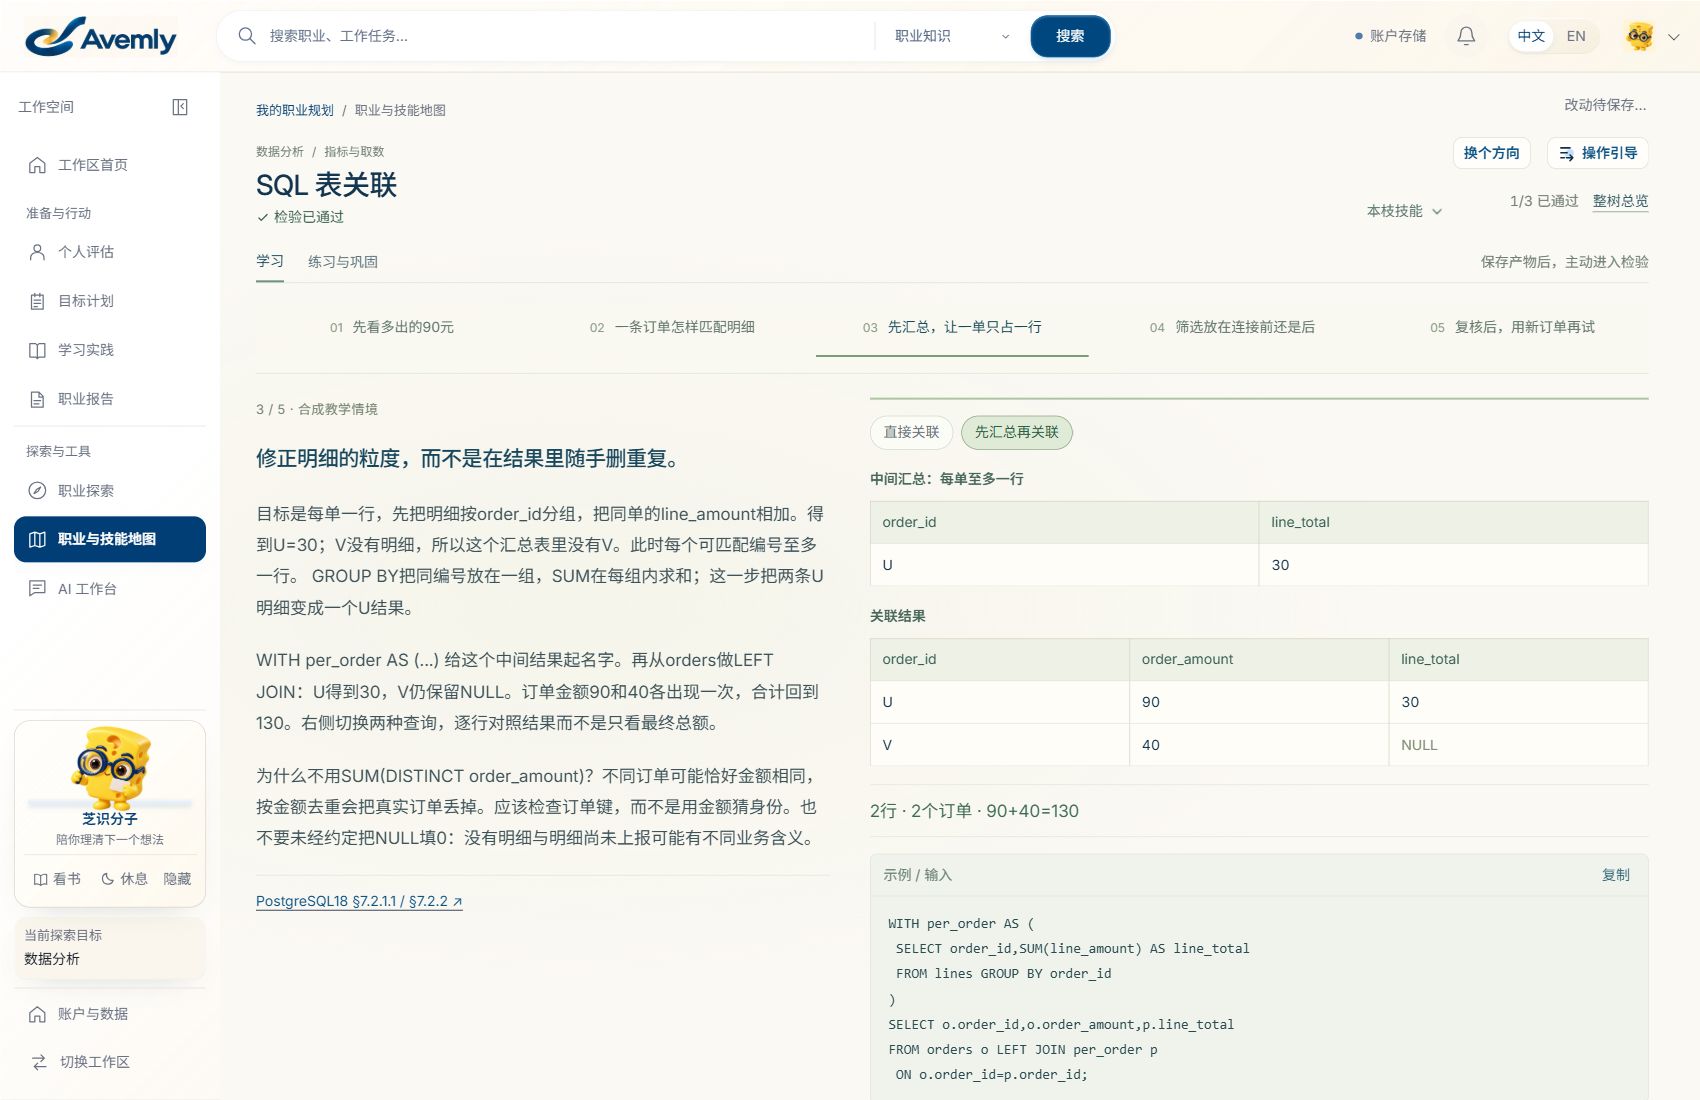 Avemly
搜索职业、工作任务...
职业知识
搜索
账户存储
中文
EN
工作空间
工作区首页
准备与行动
个人评估
目标计划
学习实践
职业报告
探索与工具
职业探索
职业与技能地图
AI 工作台
芝识分子
陪你理清下一个想法
看书
休息
隐藏
当前探索目标
数据分析
账户与数据
切换工作区
我的职业规划 / 职业与技能地图
改动待保存...
数据分析 / 指标与取数
换个方向
操作引导
SQL 表关联
检验已通过
本枝技能
1/3 已通过
整树总览
学习
练习与巩固
保存产物后，主动进入检验
01 先看多出的90元
02 一条订单怎样匹配明细
03 先汇总，让一单只占一行
04 筛选放在连接前还是后
05 复核后，用新订单再试
3 / 5 · 合成教学情境
修正明细的粒度，而不是在结果里随手删重复。
目标是每单一行，先把明细按order_id分组，把同单的line_amount相加。得
到U=30；V没有明细，所以这个汇总表里没有V。此时每个可匹配编号至多
一行。 GROUP BY把同编号放在一组，SUM在每组内求和；这一步把两条U
明细变成一个U结果。
WITH per_order AS (...) 给这个中间结果起名字。再从orders做LEFT
JOIN：U得到30，V仍保留NULL。订单金额90和40各出现一次，合计回到
130。右侧切换两种查询，逐行对照结果而不是只看最终总额。
为什么不用SUM(DISTINCT order_amount)？不同订单可能恰好金额相同，
按金额去重会把真实订单丢掉。应该检查订单键，而不是用金额猜身份。也
不要未经约定把NULL填0：没有明细与明细尚未上报可能有不同业务含义。
PostgreSQL18 §7.2.1.1 / §7.2.2 ↗
直接关联
先汇总再关联
中间汇总：每单至多一行
order_id line_total
U 30
关联结果
order_id order_amount line_total
U 90 30
V 40 NULL
2行 · 2个订单 · 90+40=130
示例 / 输入
复制
WITH per_order AS (
 SELECT order_id,SUM(line_amount) AS line_total
 FROM lines GROUP BY order_id
)
SELECT o.order_id,o.order_amount,p.line_total
FROM orders o LEFT JOIN per_order p
 ON o.order_id=p.order_id;